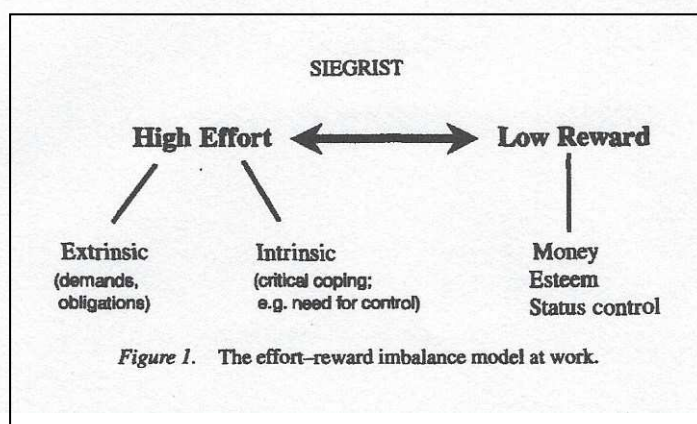 SIEGRIST
High Effort
Low Reward
Extrinsic
(demands,
obligations)
Intrinsic
(critical coping;
e.g. need for control)
Money
Esteem
Status control
Figure 1. The effort–reward imbalance model at work.